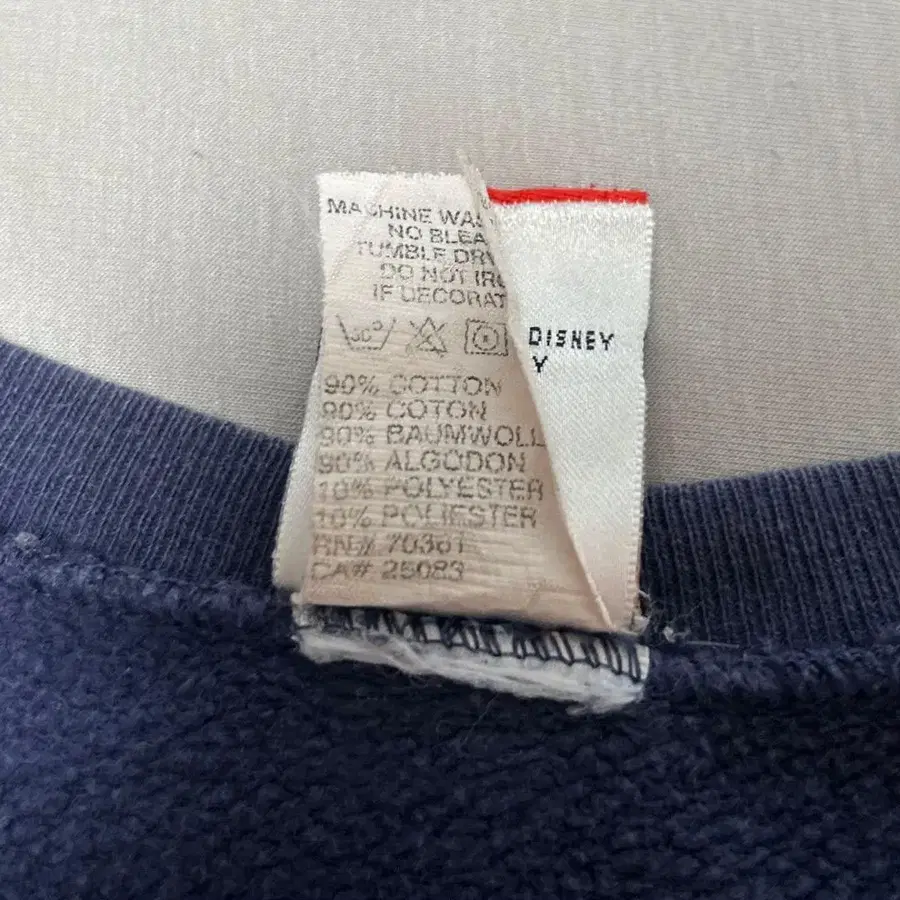 MACHINE WAS
NO BLEA
TUMBLE DRY
DO NOT IRO
IF DECORAT
30°
90% COTTON
90% COTON
90% BAUMWOLL
90% ALGODON
10% POLYESTER
10% POLIESTER
RN# 70361
CA# 25083
DISNEY
Y